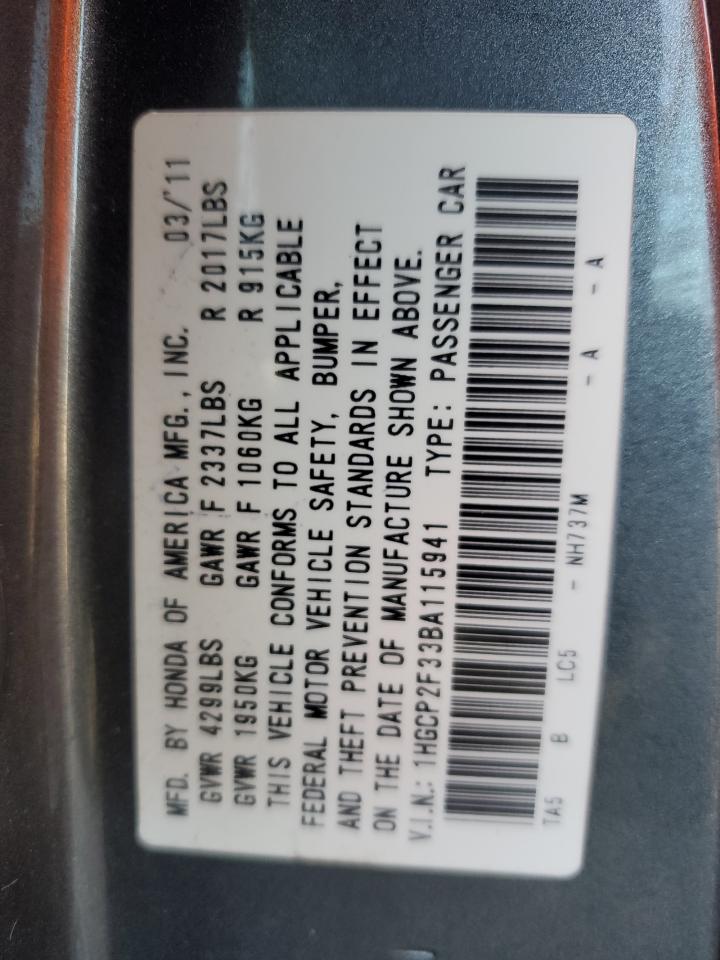 MFD. BY HONDA OF AMERICA MFG., INC. 03/'11
GVWR 4299LBS GAWR F 2337LBS R 2017LBS
GVWR 1950KG GAWR F 1060KG R 915KG
THIS VEHICLE CONFORMS TO ALL APPLICABLE
FEDERAL MOTOR VEHICLE SAFETY, BUMPER,
AND THEFT PREVENTION STANDARDS IN EFFECT
ON THE DATE OF MANUFACTURE SHOWN ABOVE.
V.I.N.: 1HGCP2F33BA115941 TYPE: PASSENGER CAR
TA5 B LC5 - NH737M - A - A